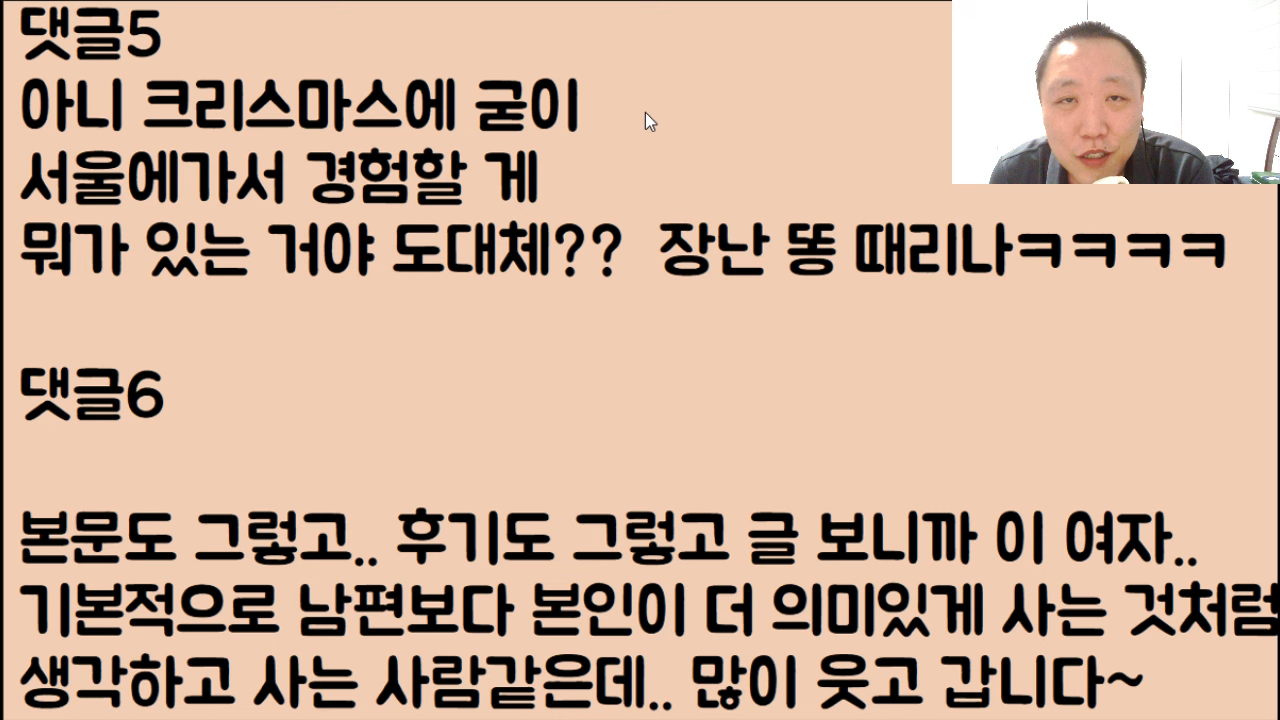 댓글5
아니 크리스마스에 굳이
서울에가서 경험할 게
뭐가 있는 거야 도대체?? 장난 똥 때리나ㅋㅋㅋㅋ
댓글6
본문도 그렇고.. 후기도 그렇고 글 보니까 이 여자..
기본적으로 남편보다 본인이 더 의미있게 사는 것처럼
생각하고 사는 사람같은데.. 많이 웃고 갑니다~